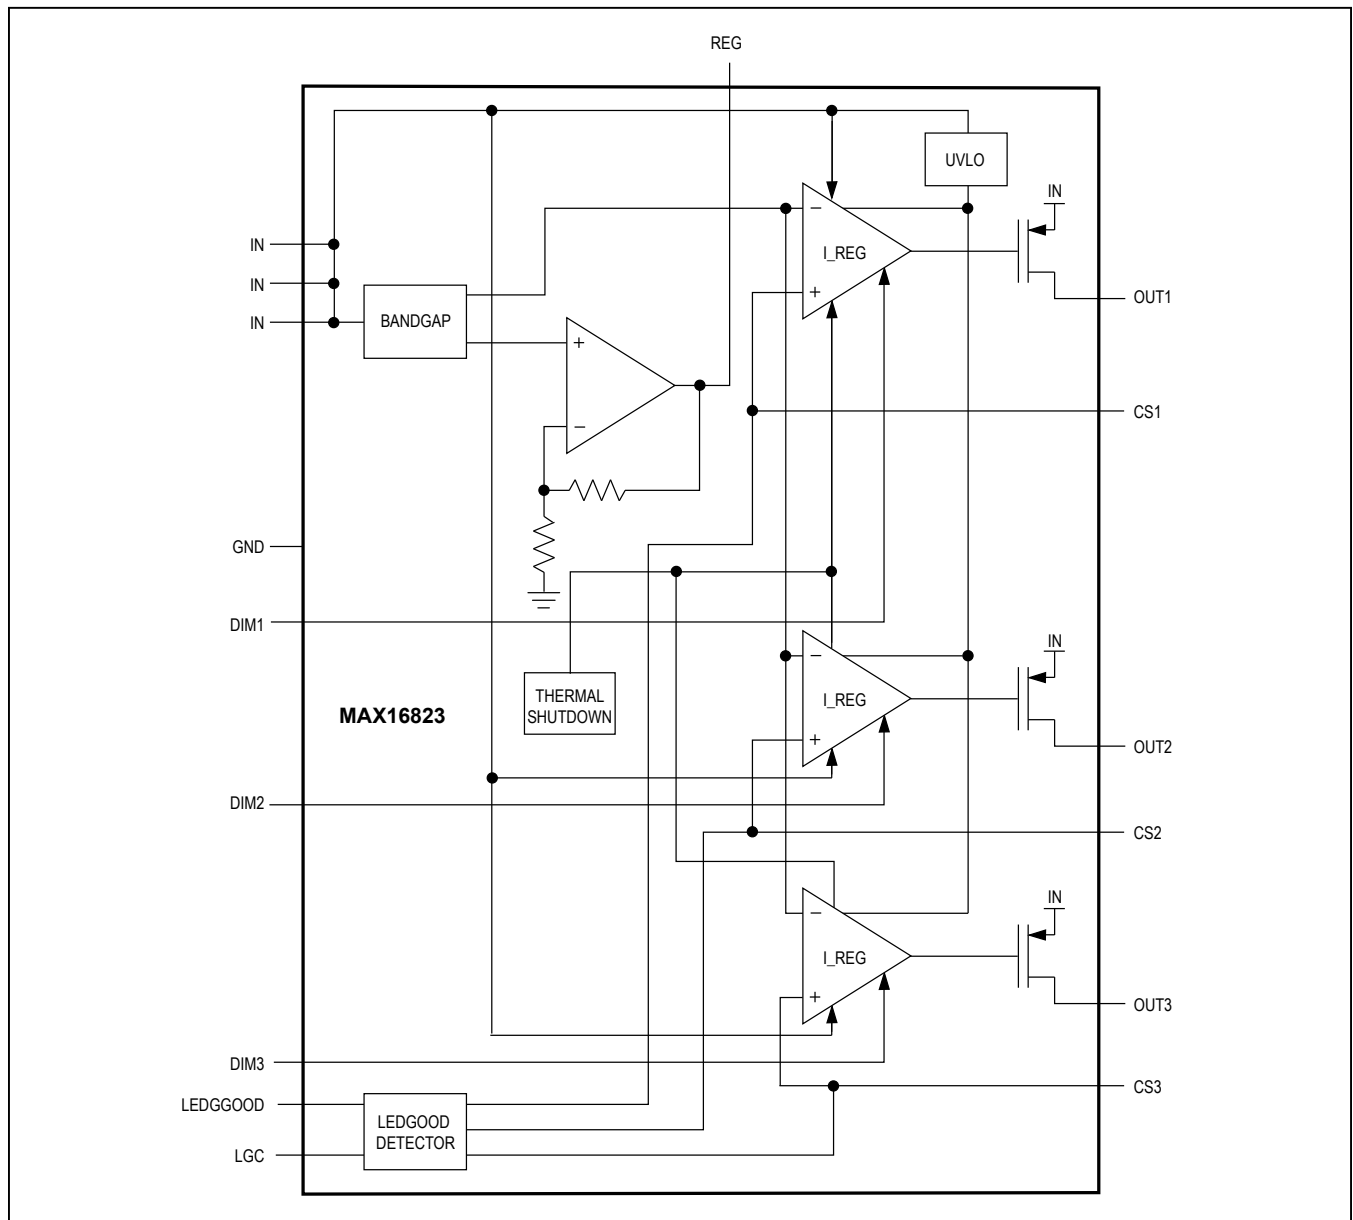 REG
UVLO
IN
IN
IN
IN
BANDGAP
−
I_REG
+
OUT1
+
−
CS1
GND
DIM1
THERMAL
SHUTDOWN
MAX16823
IN
−
I_REG
+
OUT2
DIM2
CS2
IN
−
I_REG
+
OUT3
DIM3
CS3
LEDGGOOD
LEDGOOD
DETECTOR
LGC